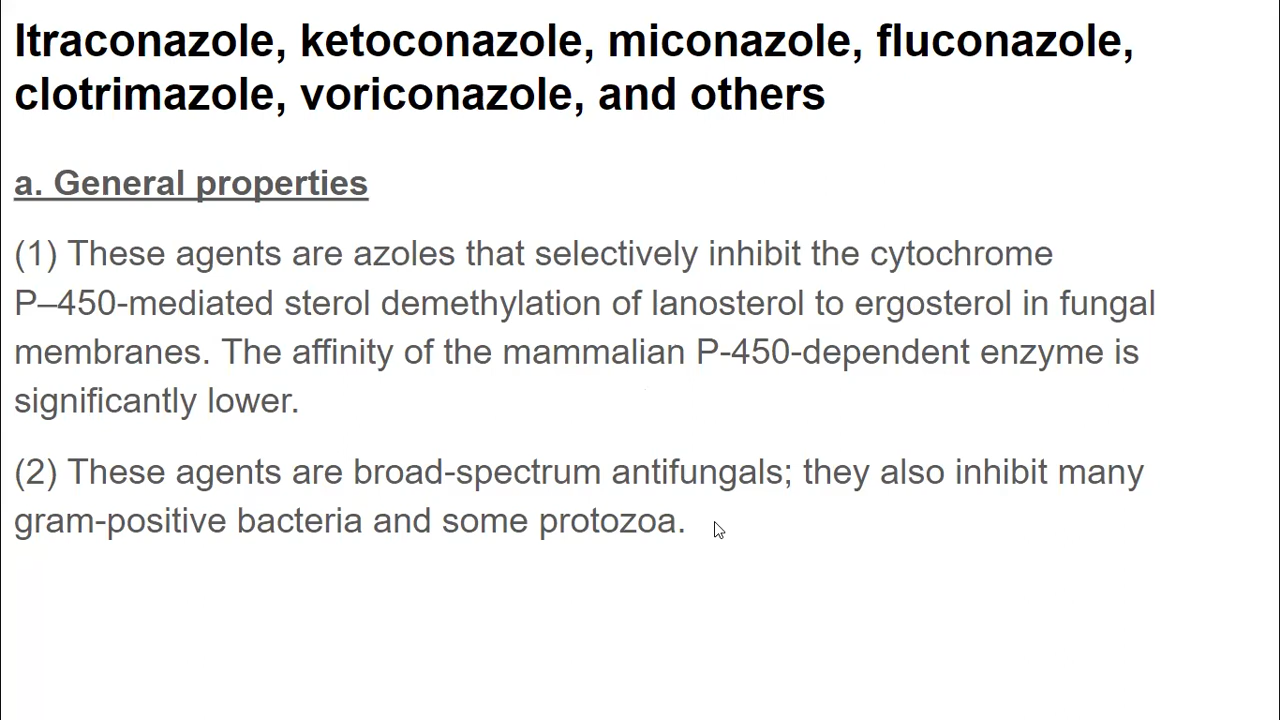 Itraconazole, ketoconazole, miconazole, fluconazole,
clotrimazole, voriconazole, and others
a. General properties
(1) These agents are azoles that selectively inhibit the cytochrome
P–450-mediated sterol demethylation of lanosterol to ergosterol in fungal
membranes. The affinity of the mammalian P-450-dependent enzyme is
significantly lower.
(2) These agents are broad-spectrum antifungals; they also inhibit many
gram-positive bacteria and some protozoa.